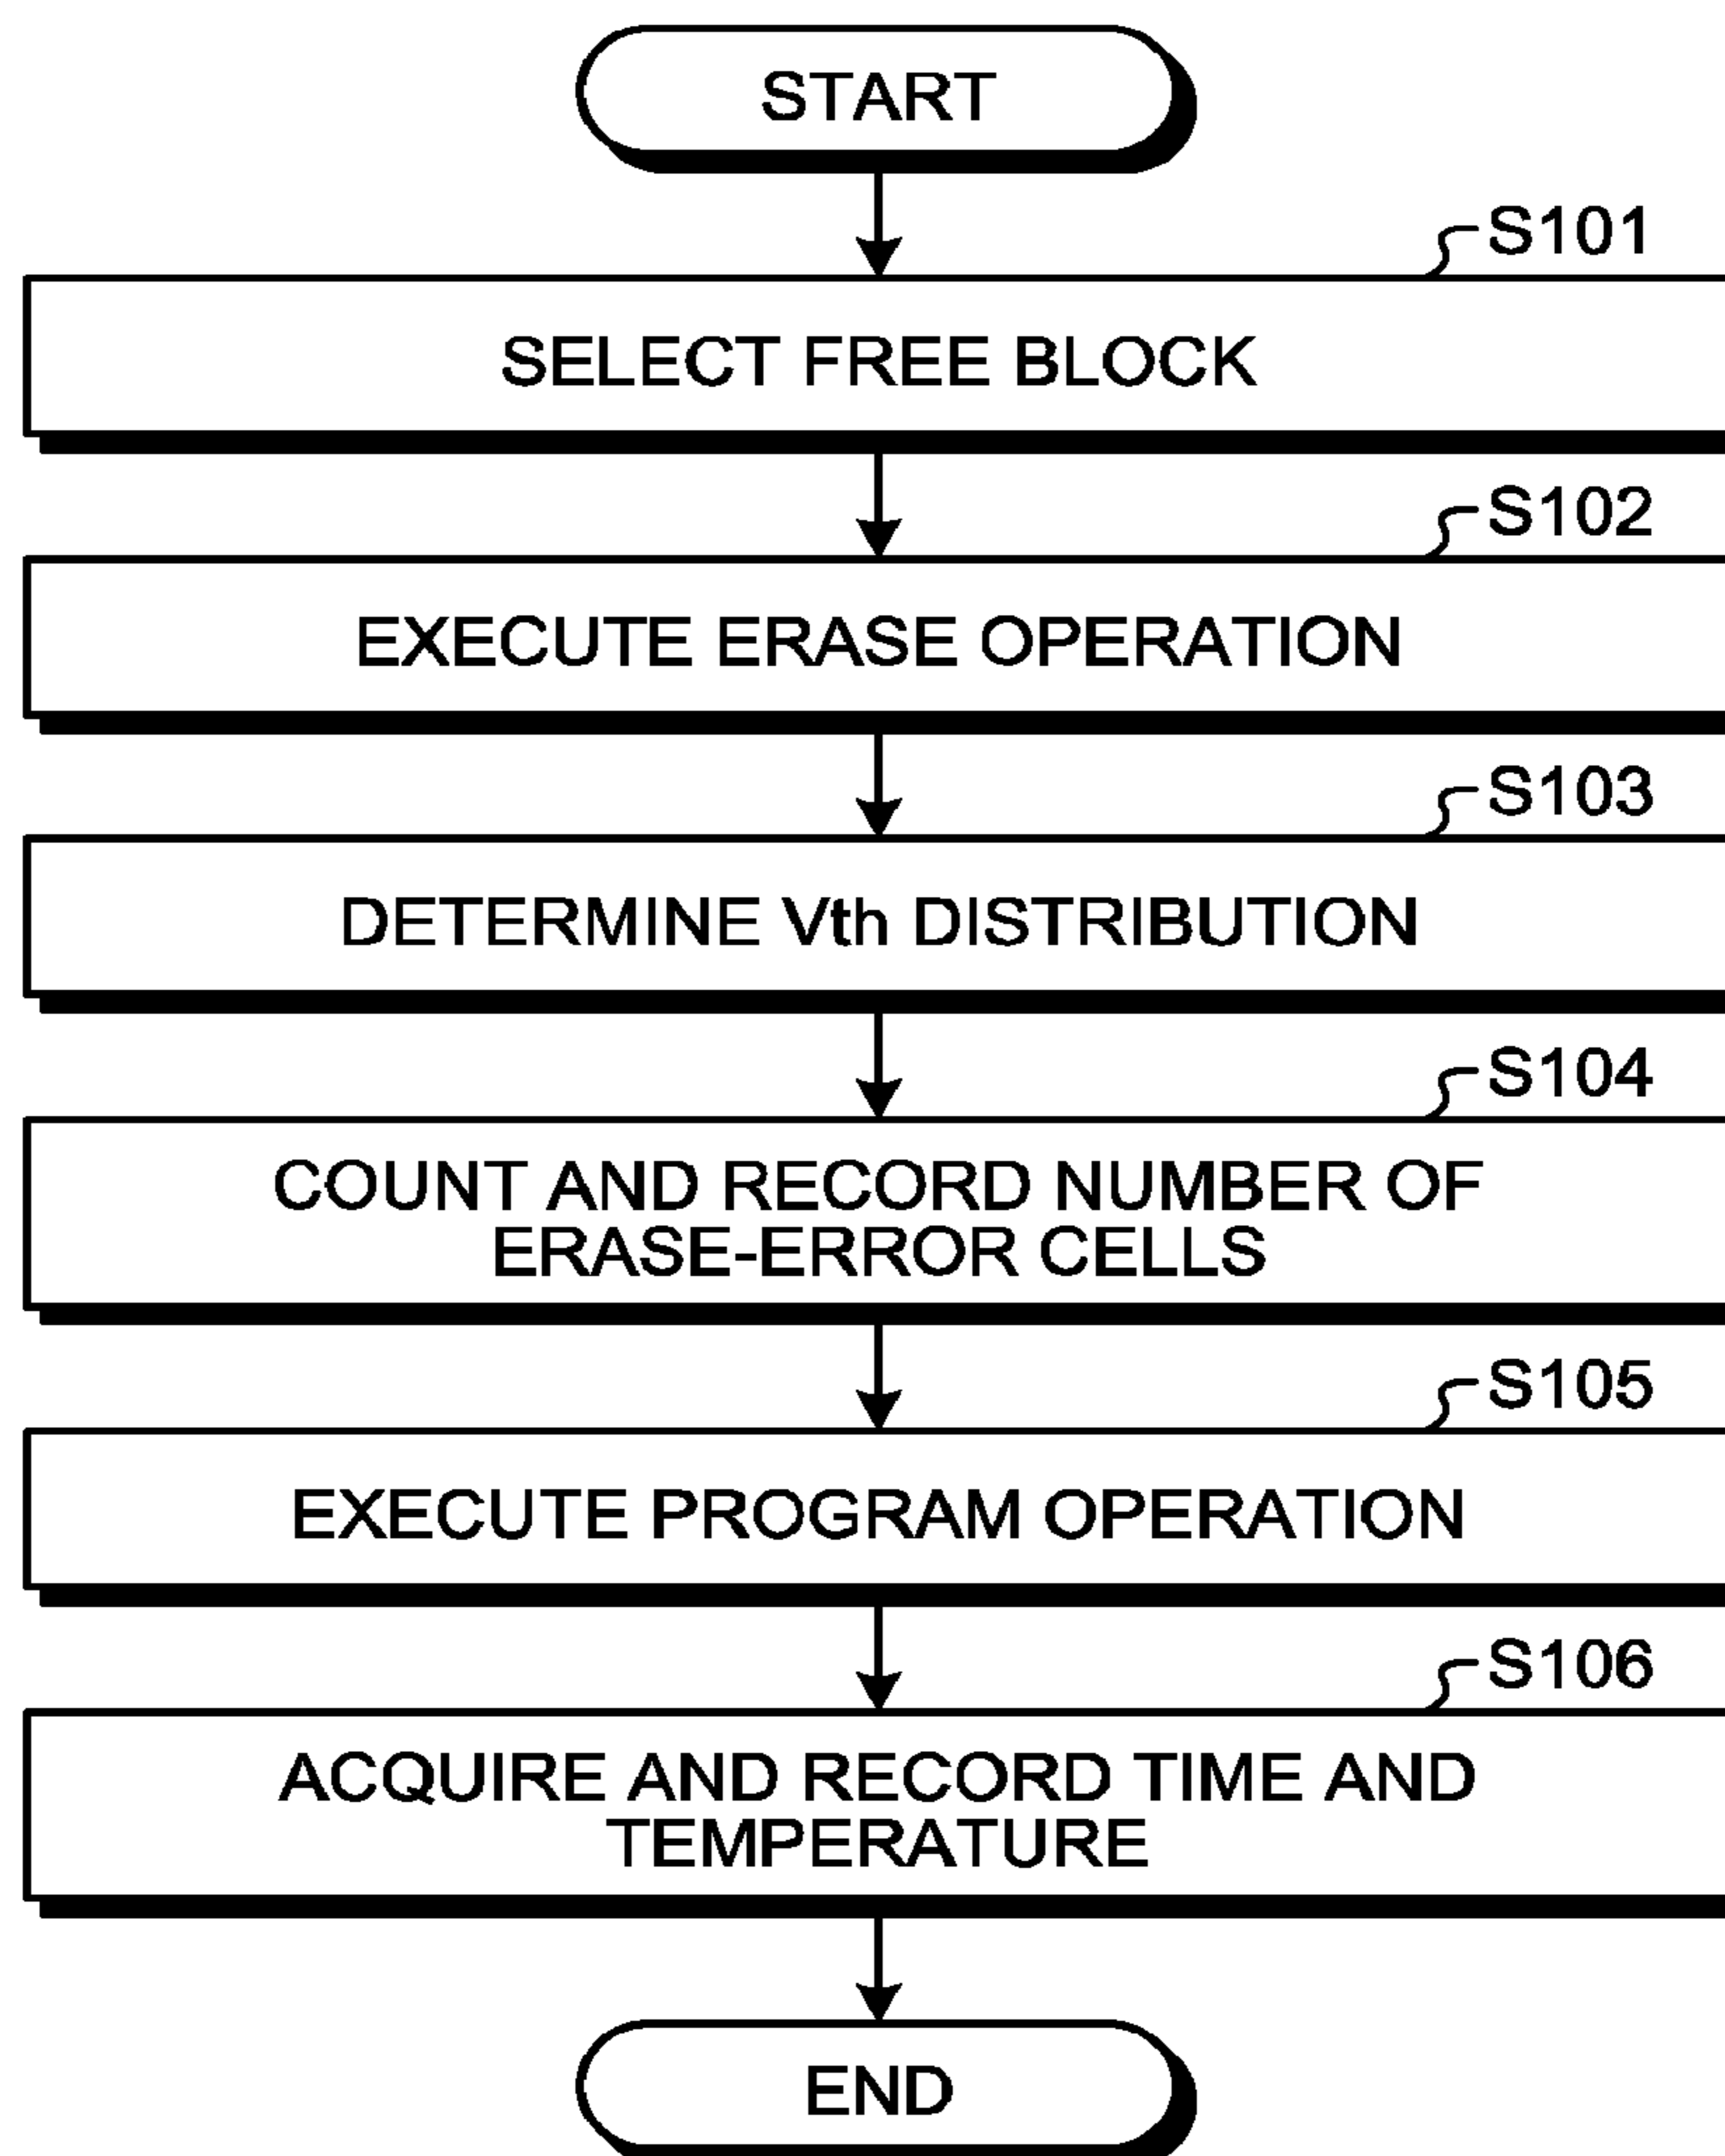 START
S101
SELECT FREE BLOCK
S102
EXECUTE ERASE OPERATION
S103
DETERMINE Vth DISTRIBUTION
S104
COUNT AND RECORD NUMBER OF
ERASE-ERROR CELLS
S105
EXECUTE PROGRAM OPERATION
S106
ACQUIRE AND RECORD TIME AND
TEMPERATURE
END